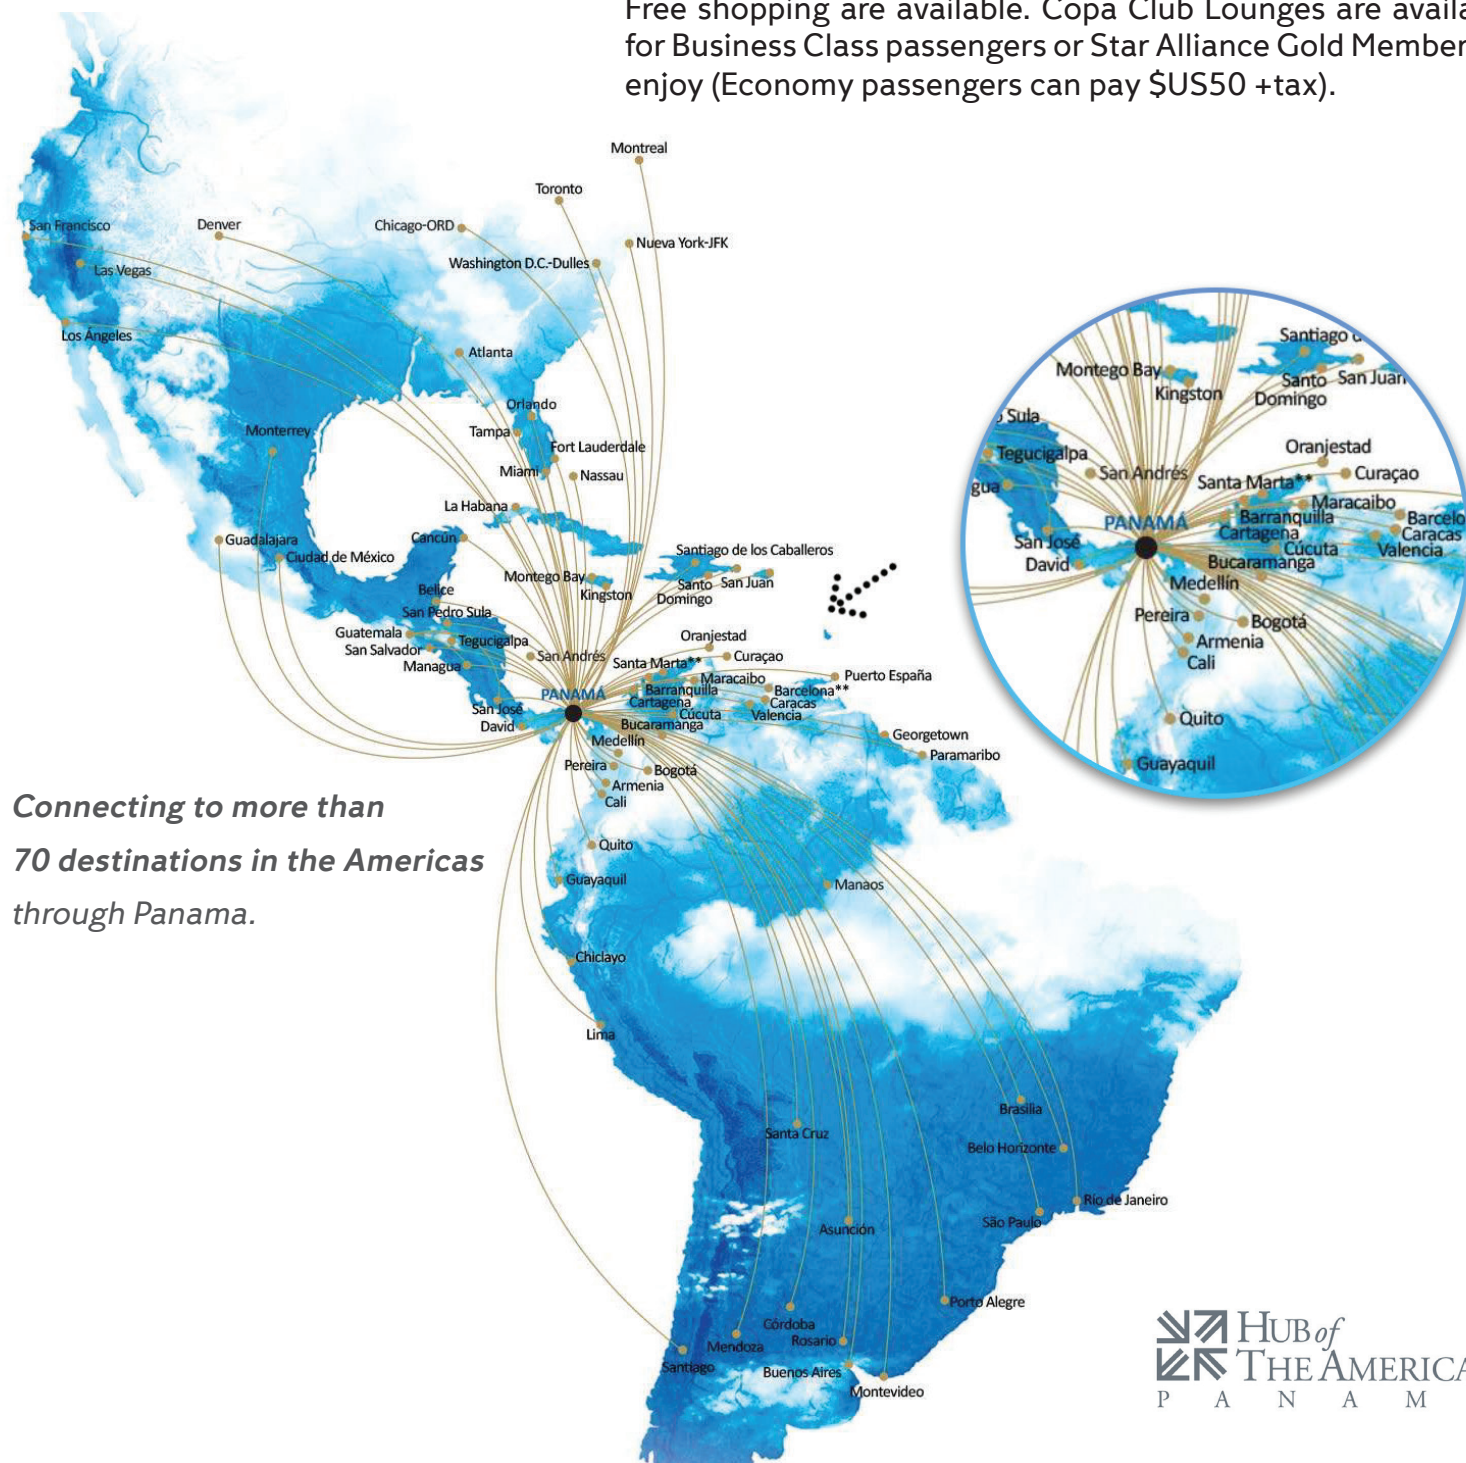 Free shopping are available. Copa Club Lounges are availa
for Business Class passengers or Star Alliance Gold Member
enjoy (Economy passengers can pay $US50 +tax).
Montreal
Toronto
San Francisco
Denver
Chicago-ORD
Nueva York-JFK
Washington D.C.-Dulles
Las Vegas
Los Ángeles
Atlanta
Orlando
Monterrey
Tampa
Fort Lauderdale
Miami
Nassau
La Habana
Guadalajara
Cancún
Ciudad de México
Santiago de los Caballeros
Montego Bay
Kingston
Santo
Domingo
San Juan
Belice
San Pedro Sula
Guatemala
Tegucigalpa
San Salvador
Managua
San Andrés
Oranjestad
Santa Marta**
Curaçao
Maracaibo
Puerto España
PANAMÁ
Barranquilla
Barcelona**
Cartagena
Caracas
San José
Cúcuta
Valencia
David
Bucaramanga
Georgetown
Medellín
Paramaribo
Pereira
Bogotá
Armenia
Cali
Quito
Guayaquil
Manaos
Chiclayo
Lima
Brasilia
Santa Cruz
Belo Horizonte
Río de Janeiro
São Paulo
Asunción
Porto Alegre
Córdoba
Rosario
Mendoza
Santiago
Buenos Aires
Montevideo
Santiago d
Montego Bay
Kingston
Santo
Domingo
San Juan
o Sula
Tegucigalpa
San Andrés
Oranjestad
Curaçao
gua
Santa Marta**
Maracaibo
PANAMÁ
Barranquilla
Barcelo
Cartagena
Caracas
San José
Cúcuta
Valencia
David
Bucaramanga
Medellín
Pereira
Bogotá
Armenia
Cali
Quito
Guayaquil
Connecting to more than
70 destinations in the Americas
through Panama.
HUB of
THE AMERICA
PANAM